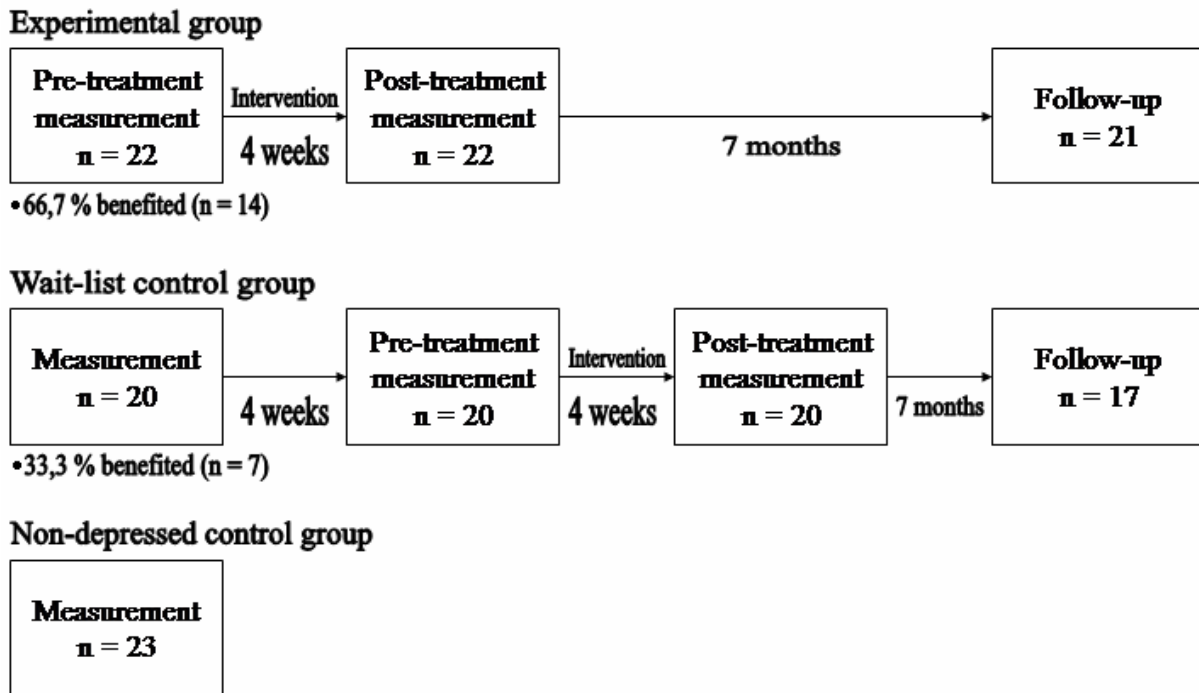 Experimental group
Pre-treatment
measurement
n = 22
Intervention
4 weeks
Post-treatment
measurement
n = 22
7 months
Follow-up
n = 21
•66,7 % benefited (n = 14)
Wait-list control group
Measurement
n = 20
4 weeks
Pre-treatment
measurement
n = 20
Intervention
4 weeks
Post-treatment
measurement
n = 20
7 months
Follow-up
n = 17
•33,3 % benefited (n = 7)
Non-depressed control group
Measurement
n = 23